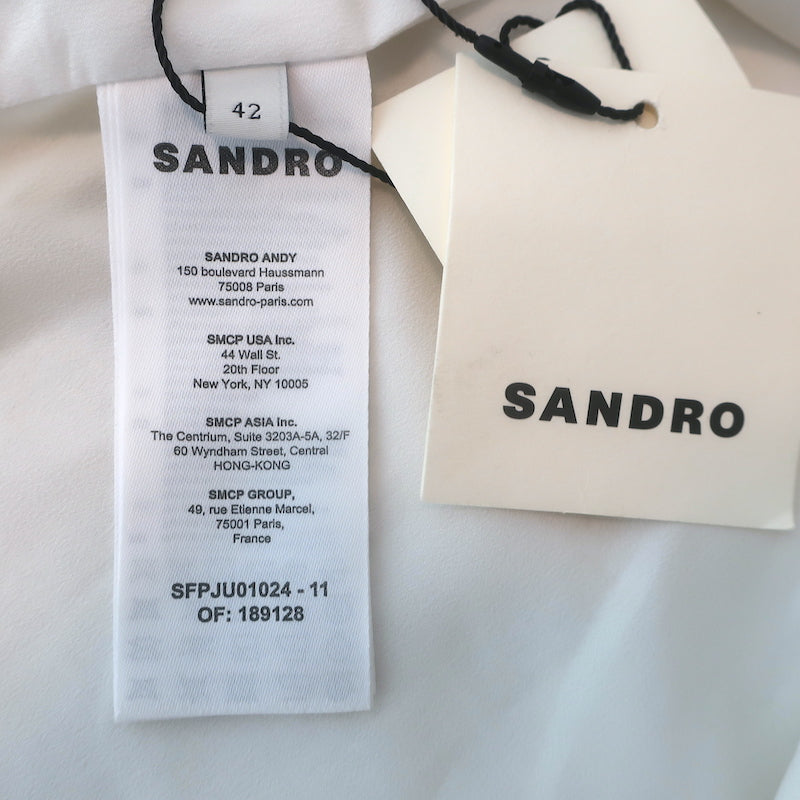 42
SANDRO
SANDRO ANDY
150 boulevard Haussmann
75008 Paris
www.sandro-paris.com
SMCP USA Inc.
44 Wall St.
20th Floor
New York, NY 10005
SMCP ASIA Inc.
The Centrium, Suite 3203A-5A, 32/F
60 Wyndham Street, Central
HONG-KONG
SMCP GROUP,
49, rue Etienne Marcel,
75001 Paris,
France
SFPJU01024 - 11
OF: 189128
SANDRO